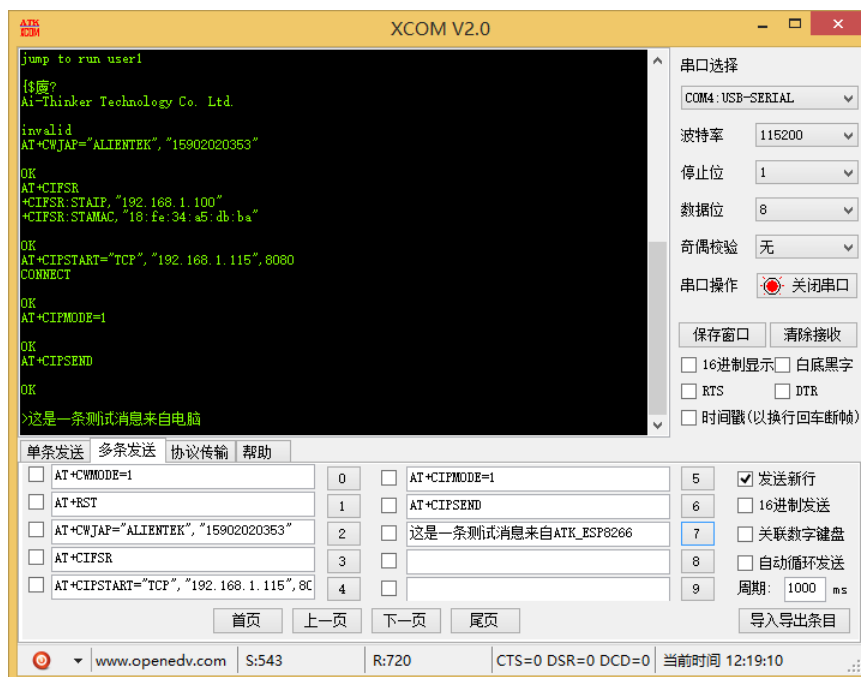 ATK
XCOM
XCOM V2.0
jump to run user1
{$廈?
Ai-Thinker Technology Co. Ltd.
invalid
AT+CWJAP="ALIENTEK", "15902020353"
OK
AT+CIFSR
+CIFSR:STAIP, "192.168.1.100"
+CIFSR:STAMAC, "18:fe:34:a5:db:ba"
OK
AT+CIPSTART="TCP", "192.168.1.115", 8080
CONNECT
OK
AT+CIPMODE=1
OK
AT+CIPSEND
OK
>这是一条测试消息来自电脑
串口选择
COM4:USB-SERIAL
波特率 115200
停止位 1
数据位 8
奇偶校验 无
串口操作 关闭串口
保存窗口 清除接收
16进制显示 白底黑字
RTS DTR
时间戳(以换行回车断帧)
单条发送 多条发送 协议传输 帮助
AT+CWMODE=1 0 AT+CIPMODE=1 5 发送新行
AT+RST 1 AT+CIPSEND 6 16进制发送
AT+CWJAP="ALIENTEK", "15902020353" 2 这是一条测试消息来自ATK_ESP8266 7 关联数字键盘
AT+CIFSR 3 8 自动循环发送
AT+CIPSTART="TCP", "192.168.1.115", 8 4 9 周期: 1000 ms
首页 上一页 下一页 尾页 导入导出条目
www.openedv.com S:543 R:720 CTS=0 DSR=0 DCD=0 当前时间 12:19:10